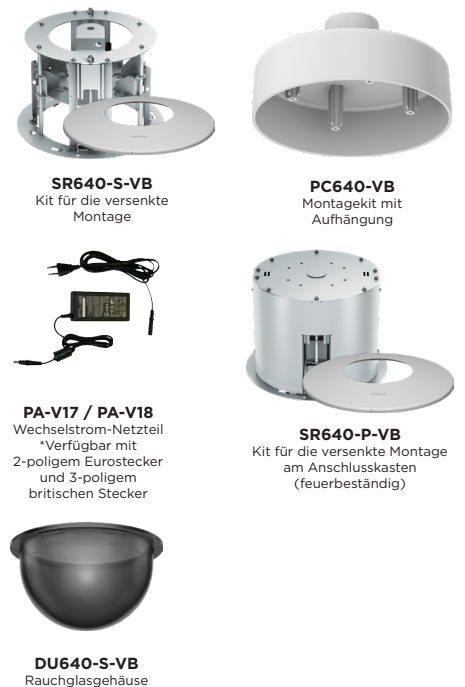 SR640-S-VB
Kit für die versenkte
Montage
PC640-VB
Montagekit mit
Aufhängung
PA-V17 / PA-V18
Wechselstrom-Netzteil
*Verfügbar mit
2-poligem Eurostecker
und 3-poligem
britischen Stecker
SR640-P-VB
Kit für die versenkte Montage
am Anschlusskasten
(feuerbeständig)
DU640-S-VB
Rauchglasgehäuse